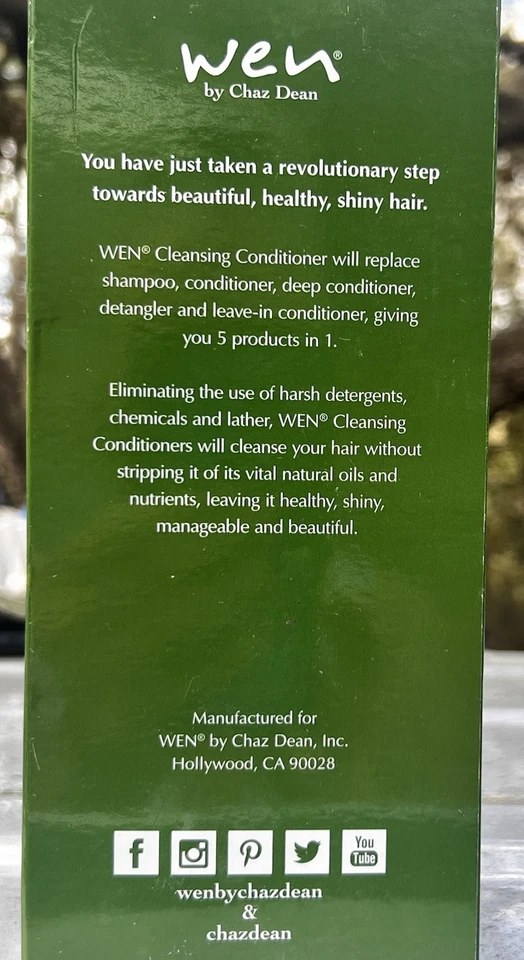 wen®
by Chaz Dean
You have just taken a revolutionary step
towards beautiful, healthy, shiny hair.
WEN® Cleansing Conditioner will replace
shampoo, conditioner, deep conditioner,
detangler and leave-in conditioner, giving
you 5 products in 1.
Eliminating the use of harsh detergents,
chemicals and lather, WEN® Cleansing
Conditioners will cleanse your hair without
stripping it of its vital natural oils and
nutrients, leaving it healthy, shiny,
manageable and beautiful.
Manufactured for
WEN® by Chaz Dean, Inc.
Hollywood, CA 90028
You
Tube
wenbychazdean
&
chazdean